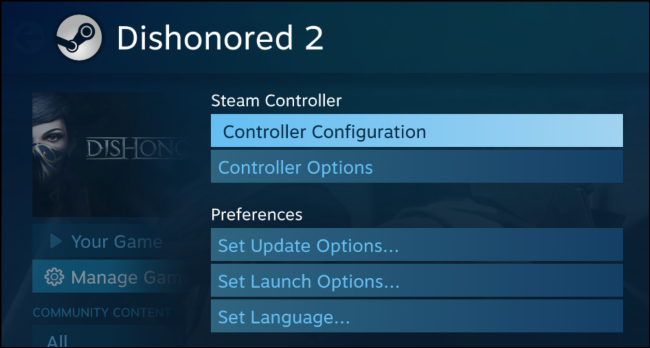 Dishonored 2
Steam Controller
Controller Configuration
Controller Options
DISHONO
Your Game
Preferences
Set Update Options...
Manage Gam
Set Launch Options...
COMMUNITY CONTENT
Set Language...
All